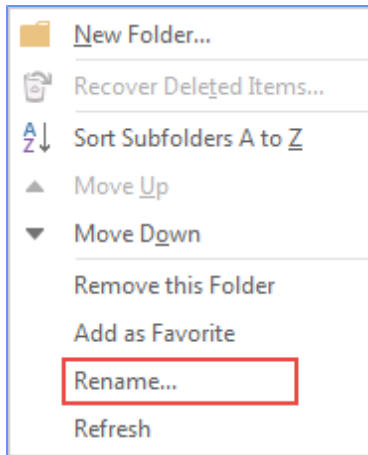 New Folder...
Recover Deleted Items...
A
Z
Sort Subfolders A to Z
Move Up
Move Down
Remove this Folder
Add as Favorite
Rename...
Refresh